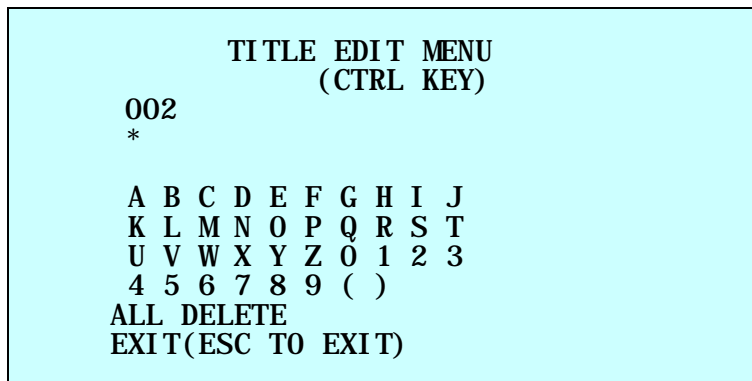 TITLE EDIT MENU
(CTRL KEY)
002
*
A B C D E F G H I J
K L M N O P Q R S T
U V W X Y Z 0 1 2 3
4 5 6 7 8 9 ( )
ALL DELETE
EXIT(ESC TO EXIT)